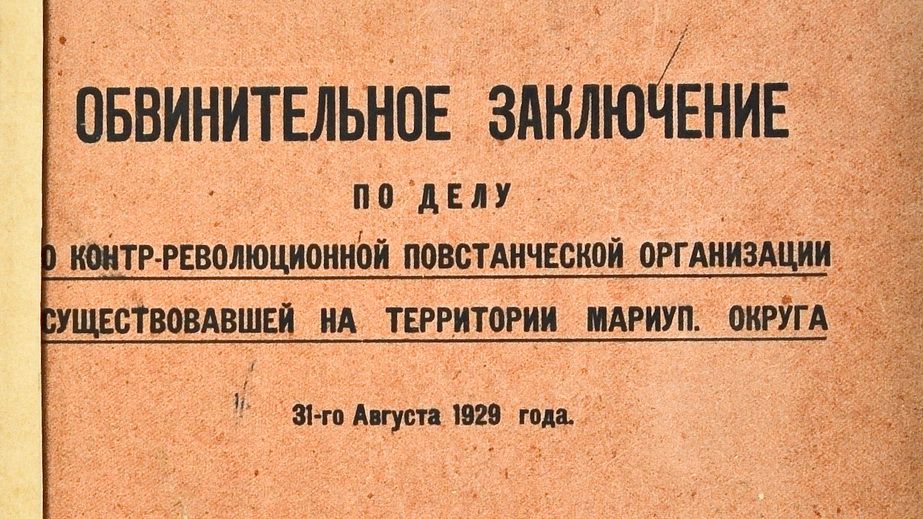 ОБВИНИТЕЛЬНОЕ ЗАКЛЮЧЕНИЕ
ПО ДЕЛУ
О КОНТР-РЕВОЛЮЦИОННОЙ ПОВСТАНЧЕСКОЙ ОРГАНИЗАЦИИ
СУЩЕСТВОВАВШЕЙ НА ТЕРРИТОРИИ МАРИУП. ОКРУГА
31-го Августа 1929 года.